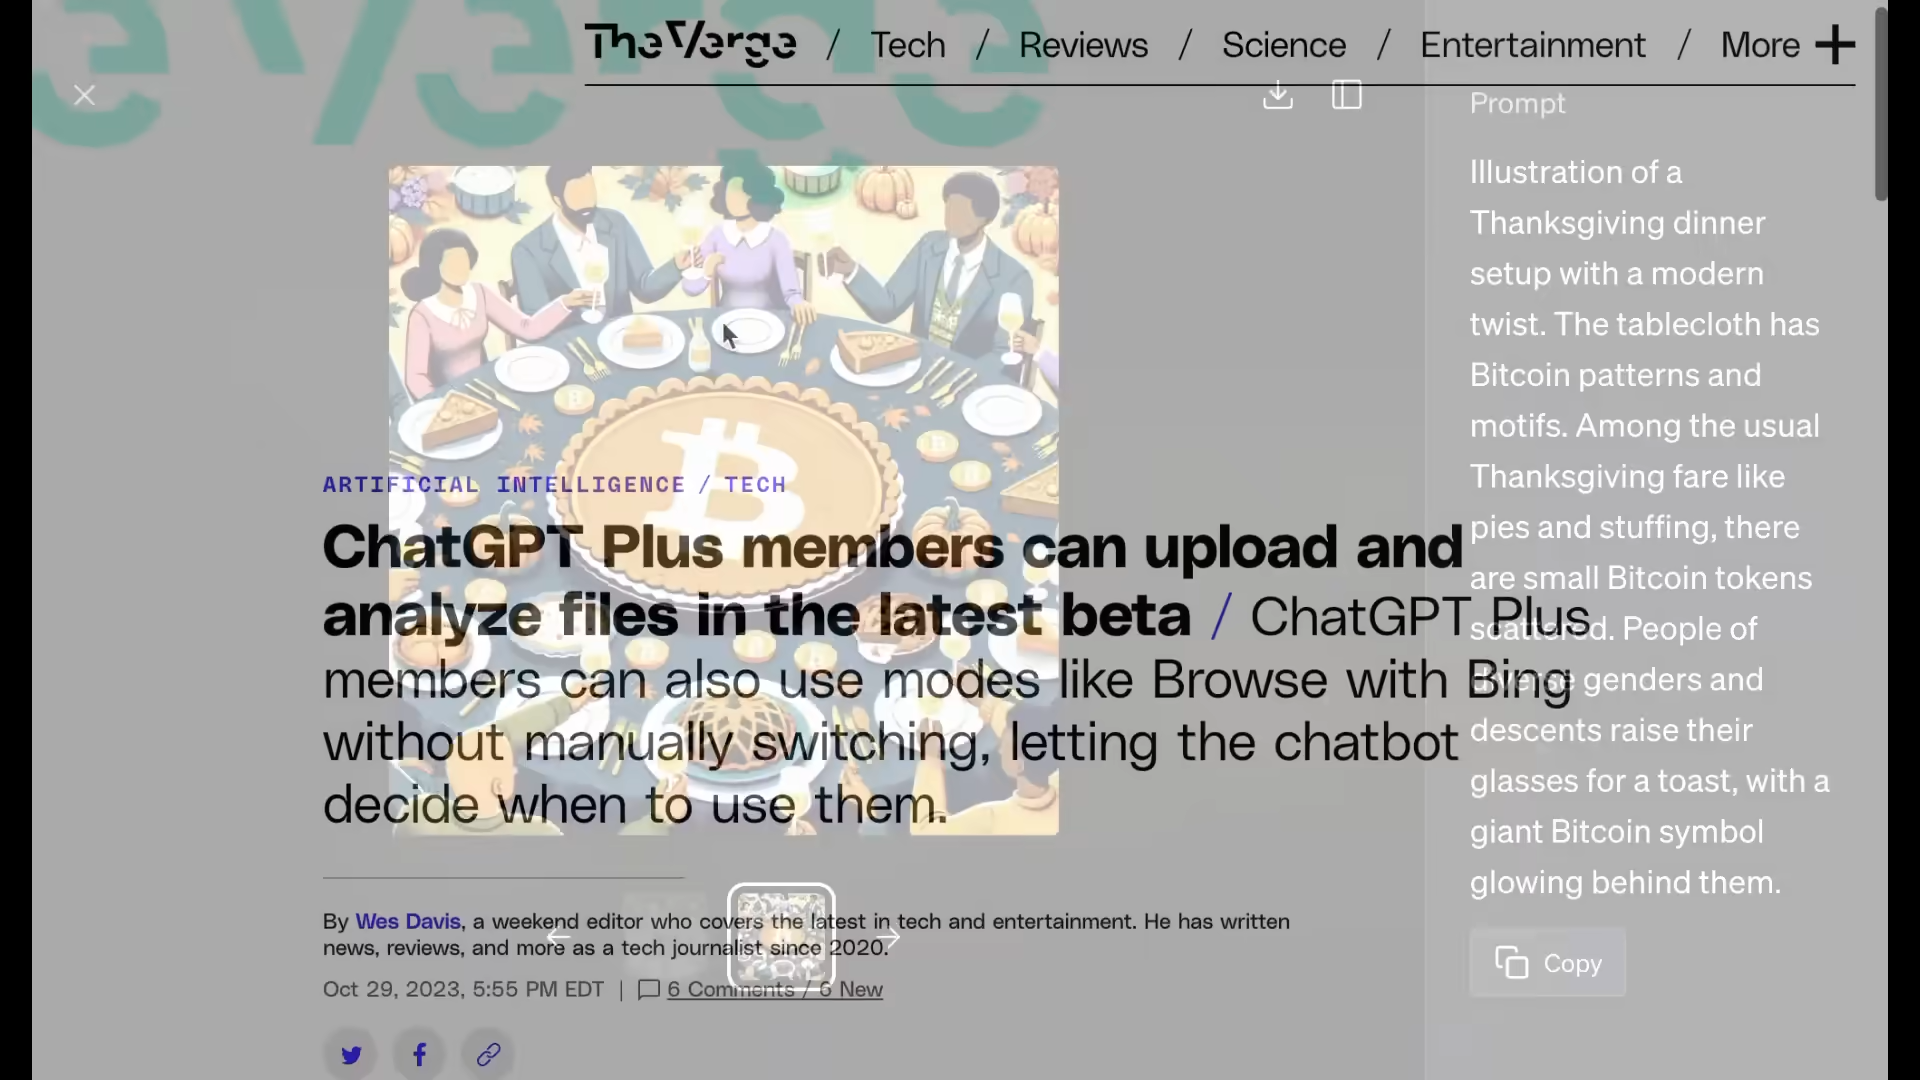 The Verge / Tech / Reviews / Science / Entertainment / More +
Prompt
Illustration of a
Thanksgiving dinner
setup with a modern
twist. The tablecloth has
Bitcoin patterns and
motifs. Among the usual
Thanksgiving fare like
pies and stuffing, there
are small Bitcoin tokens
scattered. People of
diverse genders and
descents raise their
glasses for a toast, with a
giant Bitcoin symbol
glowing behind them.
Copy
ARTIFICIAL INTELLIGENCE / TECH
ChatGPT Plus members can upload and
analyze files in the latest beta / ChatGPT Plus
members can also use modes like Browse with Bing
without manually switching, letting the chatbot
decide when to use them.
By Wes Davis, a weekend editor who covers the latest in tech and entertainment. He has written
news, reviews, and more as a tech journalist since 2020.
Oct 29, 2023, 5:55 PM EDT | 6 Comments / 6 New